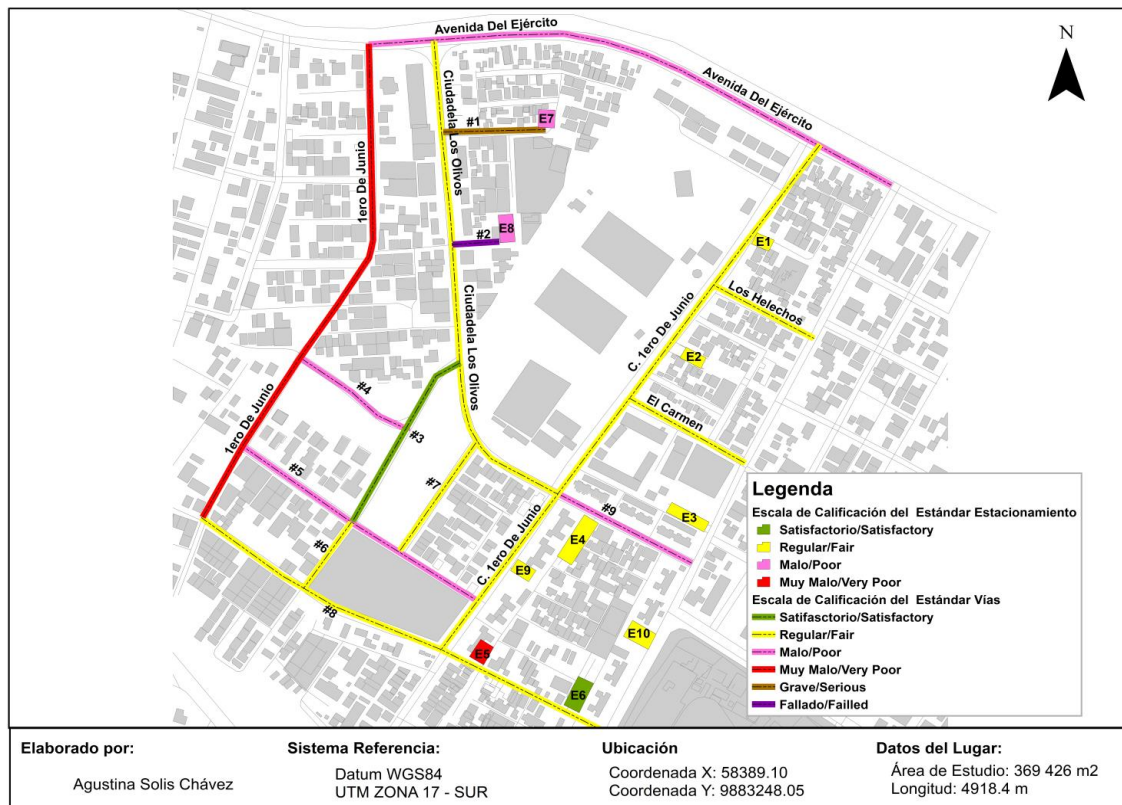 Avenida Del Ejército
N
Avenida Del Ejército
Ciudadela Los Olivos
#1
E7
1ero De Junio
#2
E8
E1
Los Helechos
Ciudadela Los Olivos
C. 1ero De Junio
E2
El Carmen
#4
1ero De Junio
#3
#5
#7
#9
E3
E4
C. 1ero De Junio
E9
#6
#8
E10
E5
E6
Legenda
Escala de Calificación del Estándar Estacionamiento
Satisfactorio/Satisfactory
Regular/Fair
Malo/Poor
Muy Malo/Very Poor
Escala de Calificación del Estándar Vías
Satifasctorio/Satisfactory
Regular/Fair
Malo/Poor
Muy Malo/Very Poor
Grave/Serious
Fallado/Failled
Elaborado por:
Agustina Solis Chávez
Sistema Referencia:
Datum WGS84
UTM ZONA 17 - SUR
Ubicación
Coordenada X: 58389.10
Coordenada Y: 9883248.05
Datos del Lugar:
Área de Estudio: 369 426 m2
Longitud: 4918.4 m